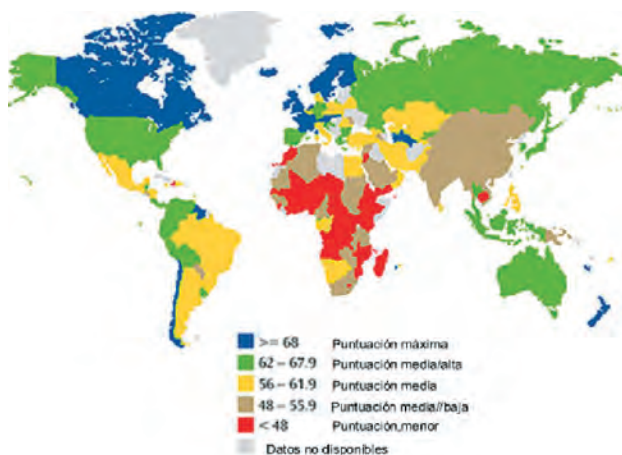 >= 68 Puntuación máxima
62 – 67.9 Puntuación media/alta
56 – 61.9 Puntuación media
48 – 55.9 Puntuación media//baja
< 48 Puntuación,menor
Datos no disponibles